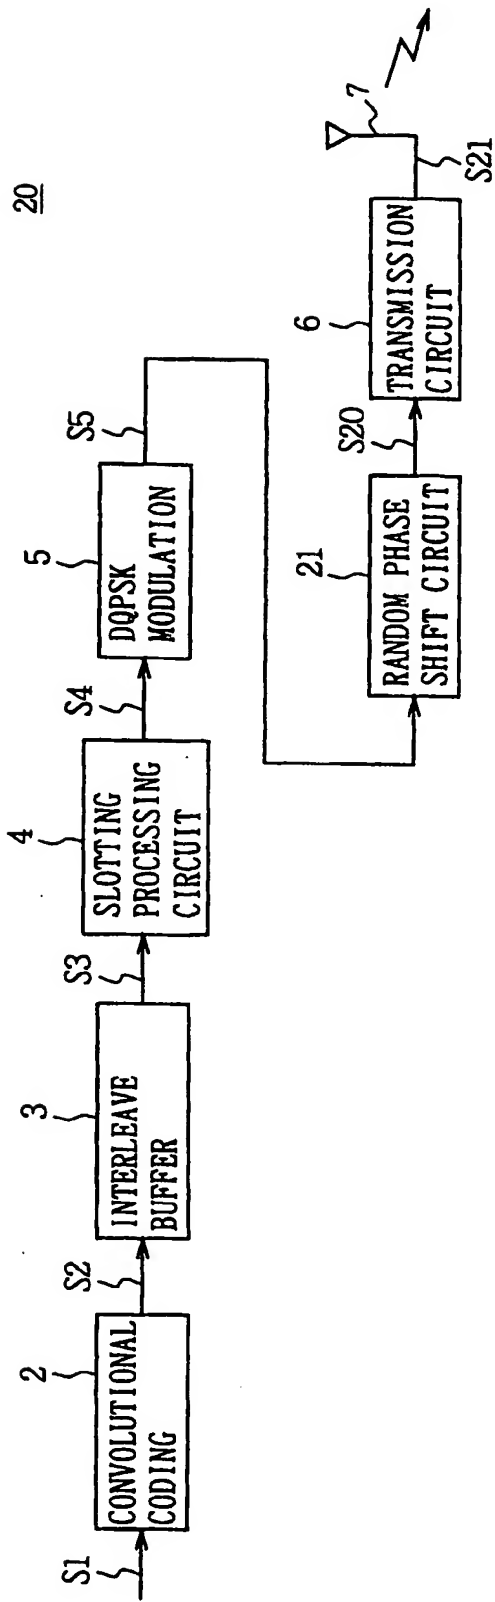 20
S1
2
CONVOLUTIONAL
CODING
S2
3
INTERLEAVE
BUFFER
S3
4
SLOTTING
PROCESSING
CIRCUIT
S4
5
DQPSK
MODULATION
S5
21
RANDOM PHASE
SHIFT CIRCUIT
S20
6
TRANSMISSION
CIRCUIT
S21
7